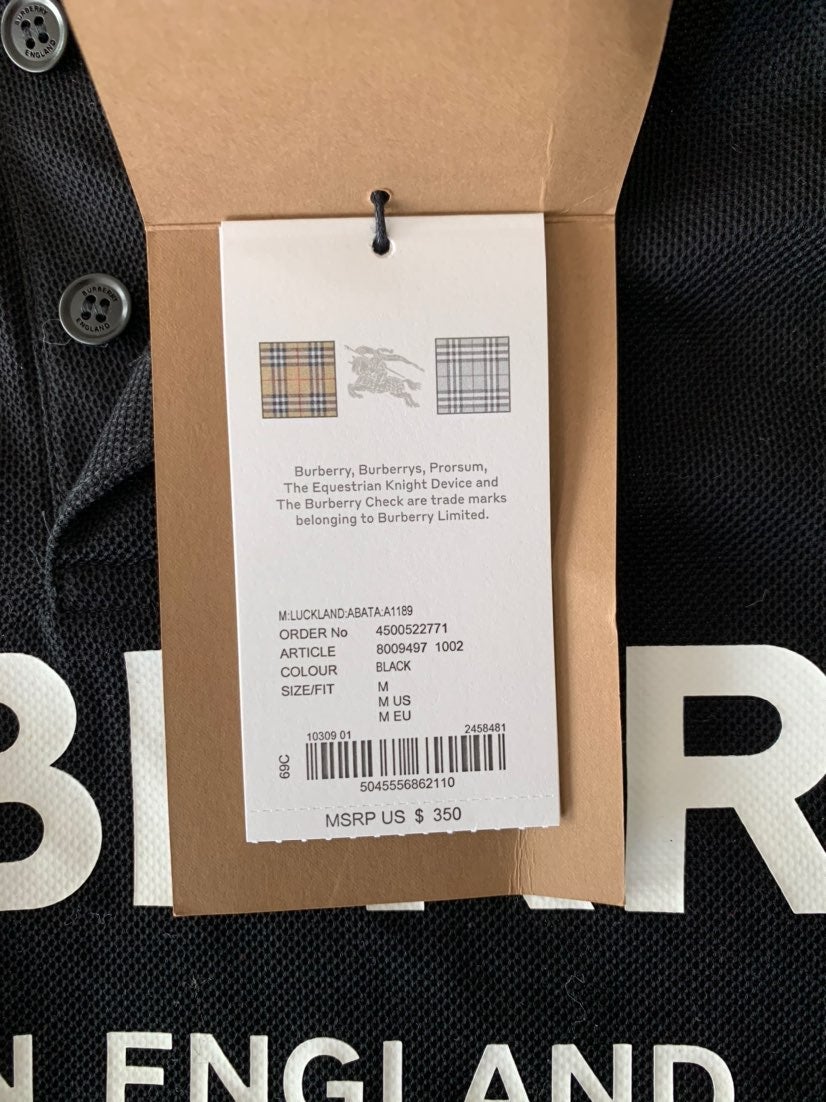 BURBERRY
ENGLAND
BURBERRY
ENGLAND
Burberry, Burberrys, Prorsum,
The Equestrian Knight Device and
The Burberry Check are trade marks
belonging to Burberry Limited.
M:LUCKLAND:ABATA:A1189
ORDER No 4500522771
ARTICLE 8009497 1002
COLOUR BLACK
SIZE/FIT M
M US
M EU
10309 01 2458481
69C
5045556862110
MSRP US $ 350
B R
N ENGLAND